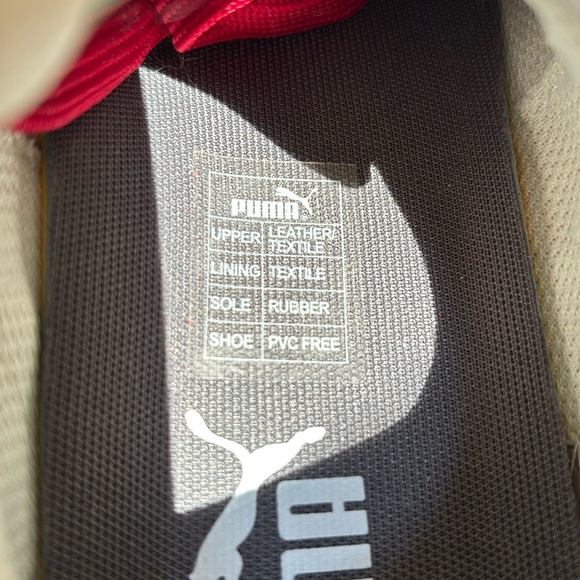 PUMA
UPPER LEATHER/
TEXTILE
LINING TEXTILE
SOLE RUBBER
SHOE PVC FREE